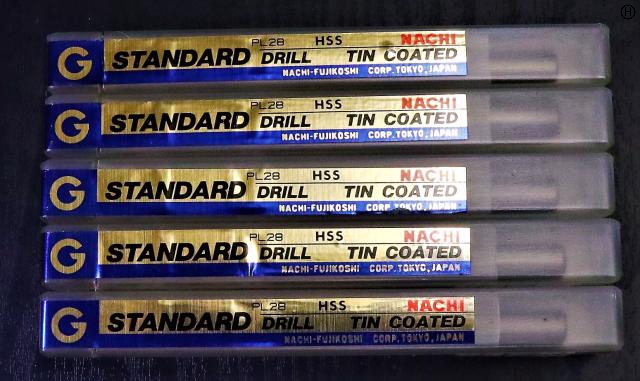 Ⓗ
G PL28 HSS NACHI
STANDARD DRILL TIN COATED
NACHI-FUJIKOSHI CORP. TOKYO, JAPAN
G PL28 HSS NACHI
STANDARD DRILL TIN COATED
NACHI-FUJIKOSHI CORP. TOKYO, JAPAN
G PL28 HSS NACHI
STANDARD DRILL TIN COATED
NACHI-FUJIKOSHI CORP. TOKYO, JAPAN
G PL28 HSS NACHI
STANDARD DRILL TIN COATED
NACHI-FUJIKOSHI CORP. TOKYO, JAPAN
G PL28 HSS NACHI
STANDARD DRILL TIN COATED
NACHI-FUJIKOSHI CORP. TOKYO, JAPAN